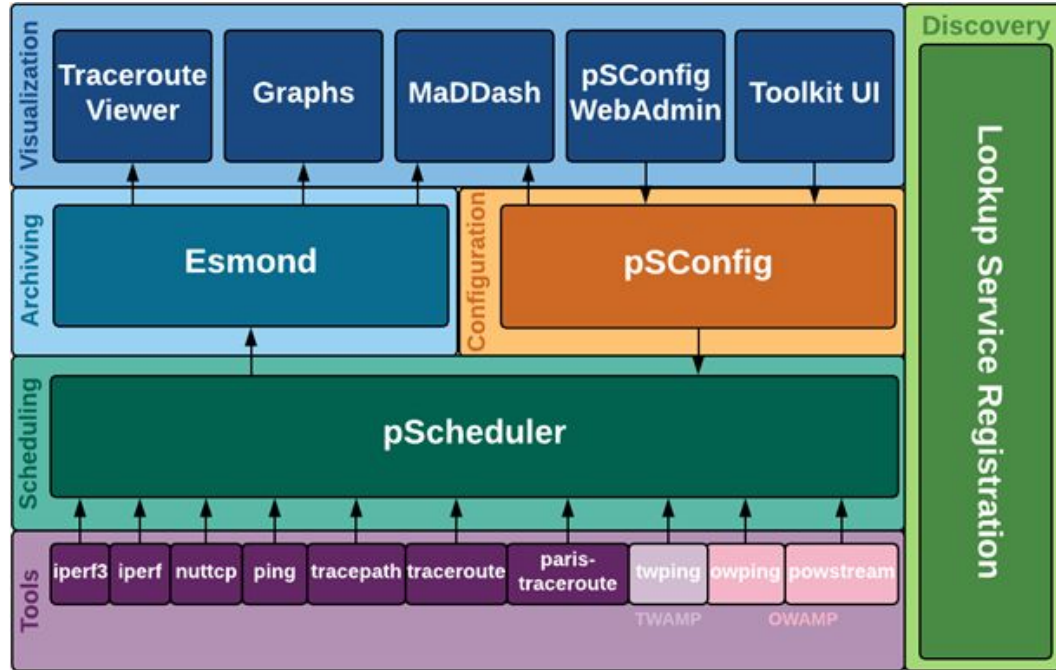 Visualization
Traceroute
Viewer
Graphs
MaDDash
pSConfig
WebAdmin
Toolkit UI
Discovery
Lookup Service Registration
Archiving
Esmond
Configuration
pSConfig
Scheduling
pScheduler
Tools
iperf3
iperf
nuttcp
ping
tracepath
traceroute
paris-
traceroute
twping
owping
powstream
TWAMP
OWAMP